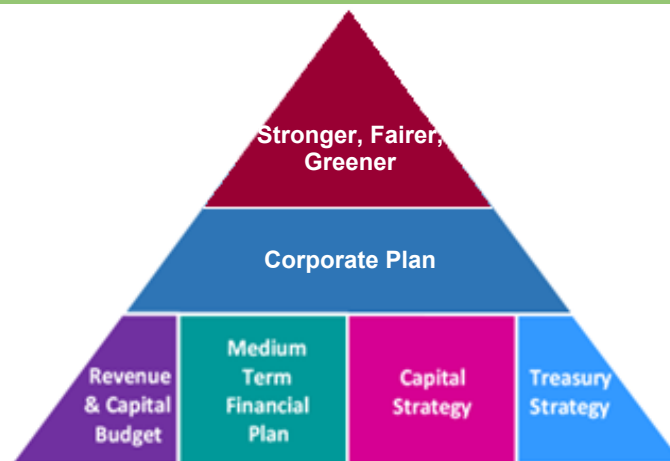 Stronger, Fairer,
Greener
Corporate Plan
Revenue
& Capital
Budget
Medium
Term
Financial
Plan
Capital
Strategy
Treasury
Strategy